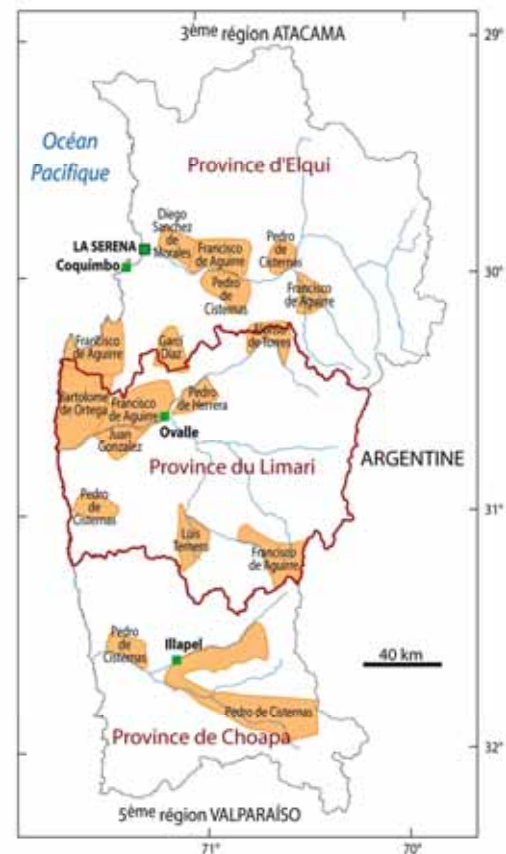 3ème région ATACAMA
29°
Océan
Pacifique
Province d'Elqui
Diego
Sanchez
de
Morales
LA SERENA
Coquimbo
Francisco
de Aguirre
Pedro
de
Cisternas
Pedro
de
Cisternas
30°
Francisco
de Aguirre
Francisco
de Aguirre
Garci
Diaz
de Torres
Bartolome
de Ortega
Francisco
de Aguirre
Pedro
de Herrera
Juan
Gonzalez
Ovalle
Province du Limari
ARGENTINE
Pedro
de
Cisternas
31°
Luis
Ternero
Francisco
de Aguirre
Pedro
de
Cisternas
Illapel
40 km
Pedro de Cisternas
Province de Choapa
32°
5ème région VALPARAÍSO
71°
70°